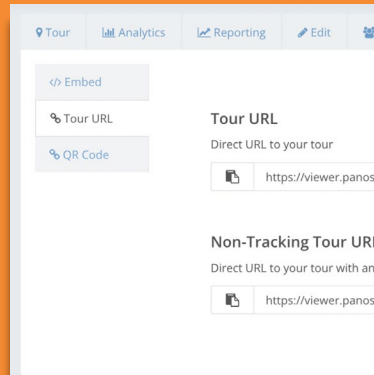 Tour Analytics Reporting Edit
</> Embed
Tour URL
QR Code
Tour URL
Direct URL to your tour
https://viewer.panos
Non-Tracking Tour URL
Direct URL to your tour with an
https://viewer.panos